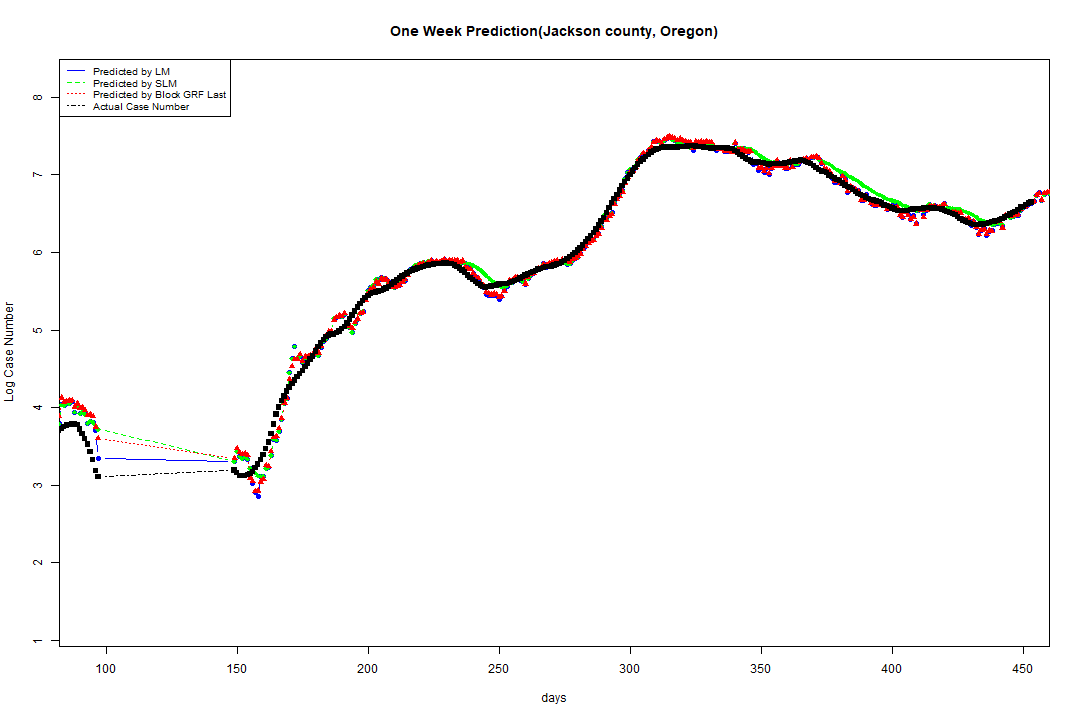 One Week Prediction(Jackson county, Oregon)
Predicted by LM
Predicted by SLM
Predicted by Block GRF Last
Actual Case Number
8
7
6
5
4
3
2
1
Log Case Number
100 150 200 250 300 350 400 450
days